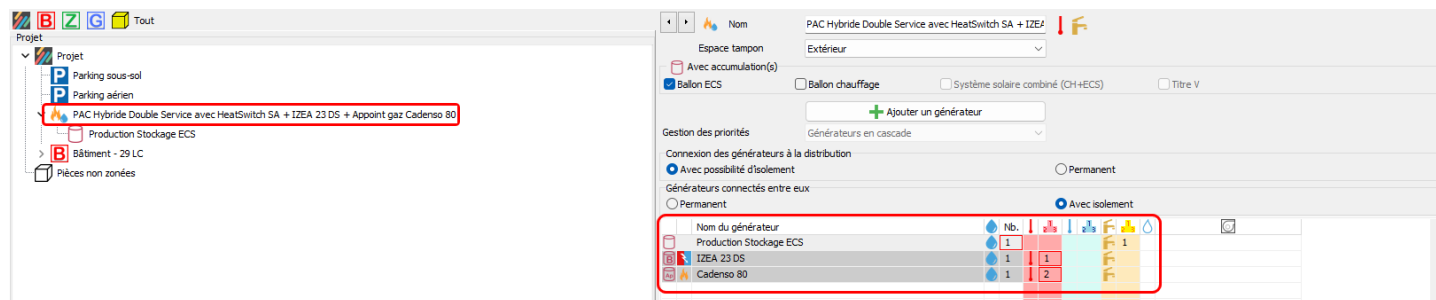 B Z G Tout
Projet
Projet
P Parking sous-sol
P Parking aérien
PAC Hybride Double Service avec HeatSwitch SA + IZEA 23 DS + Appoint gaz Cadenso 80
Production Stockage ECS
B Bâtiment - 29 LC
Pièces non zonées
Nom PAC Hybride Double Service avec HeatSwitch SA + IZEA
Espace tampon Extérieur
Avec accumulation(s)
Ballon ECS Ballon chauffage Système solaire combiné (CH+ECS) Titre V
Ajouter un générateur
Gestion des priorités Générateurs en cascade
Connexion des générateurs à la distribution
Avec possibilité d'isolement Permanent
Générateurs connectés entre eux
Permanent Avec isolement
Nom du générateur Nb.
Production Stockage ECS 1 1
B IZEA 23 DS 1 1
Ap Cadenso 80 1 2